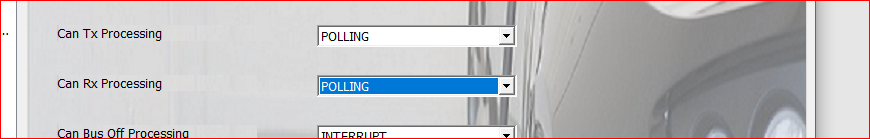 Can Tx Processing
POLLING
Can Rx Processing
POLLING
Can Bus Off Processing
INTERRUPT